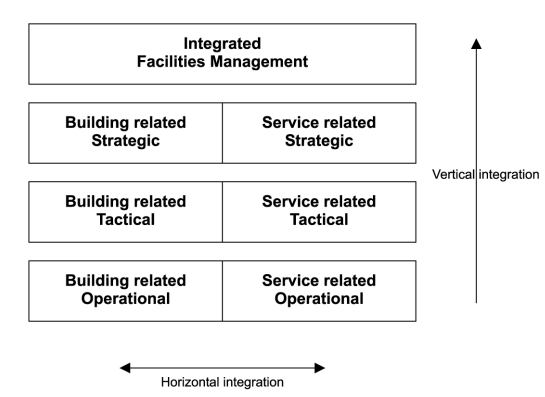 Integrated
Facilities Management
Building related
Strategic
Service related
Strategic
Vertical integration
Building related
Tactical
Service related
Tactical
Building related
Operational
Service related
Operational
Horizontal integration